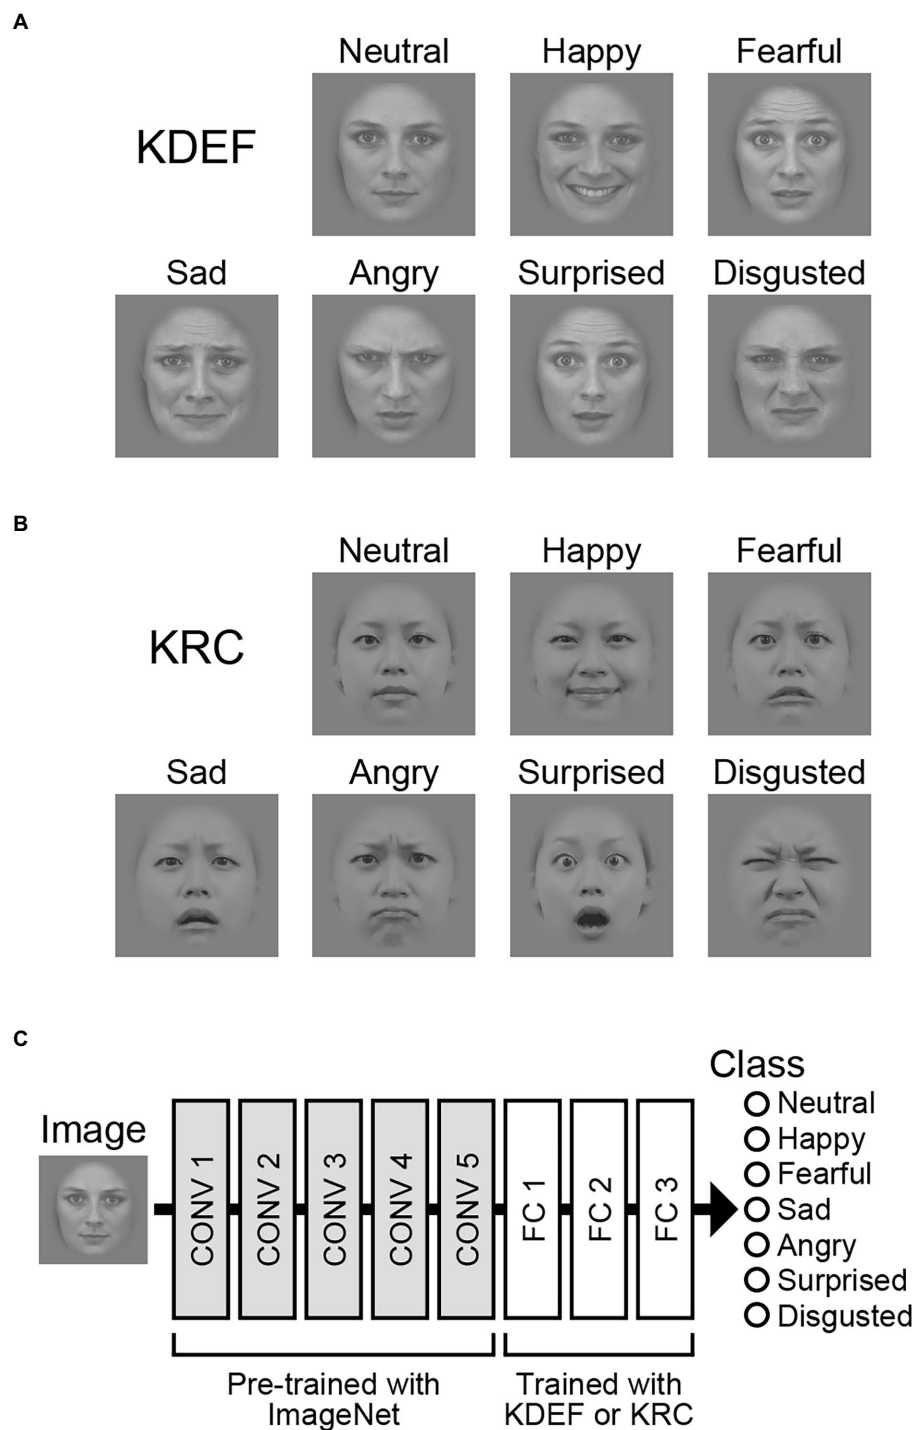 A
Neutral Happy Fearful
KDEF
Sad Angry Surprised Disgusted
B
Neutral Happy Fearful
KRC
Sad Angry Surprised Disgusted
C
Class
Image
CONV 1 CONV 2 CONV 3 CONV 4 CONV 5 FC 1 FC 2 FC 3
Neutral
Happy
Fearful
Sad
Angry
Surprised
Disgusted
Pre-trained with
ImageNet
Trained with
KDEF or KRC